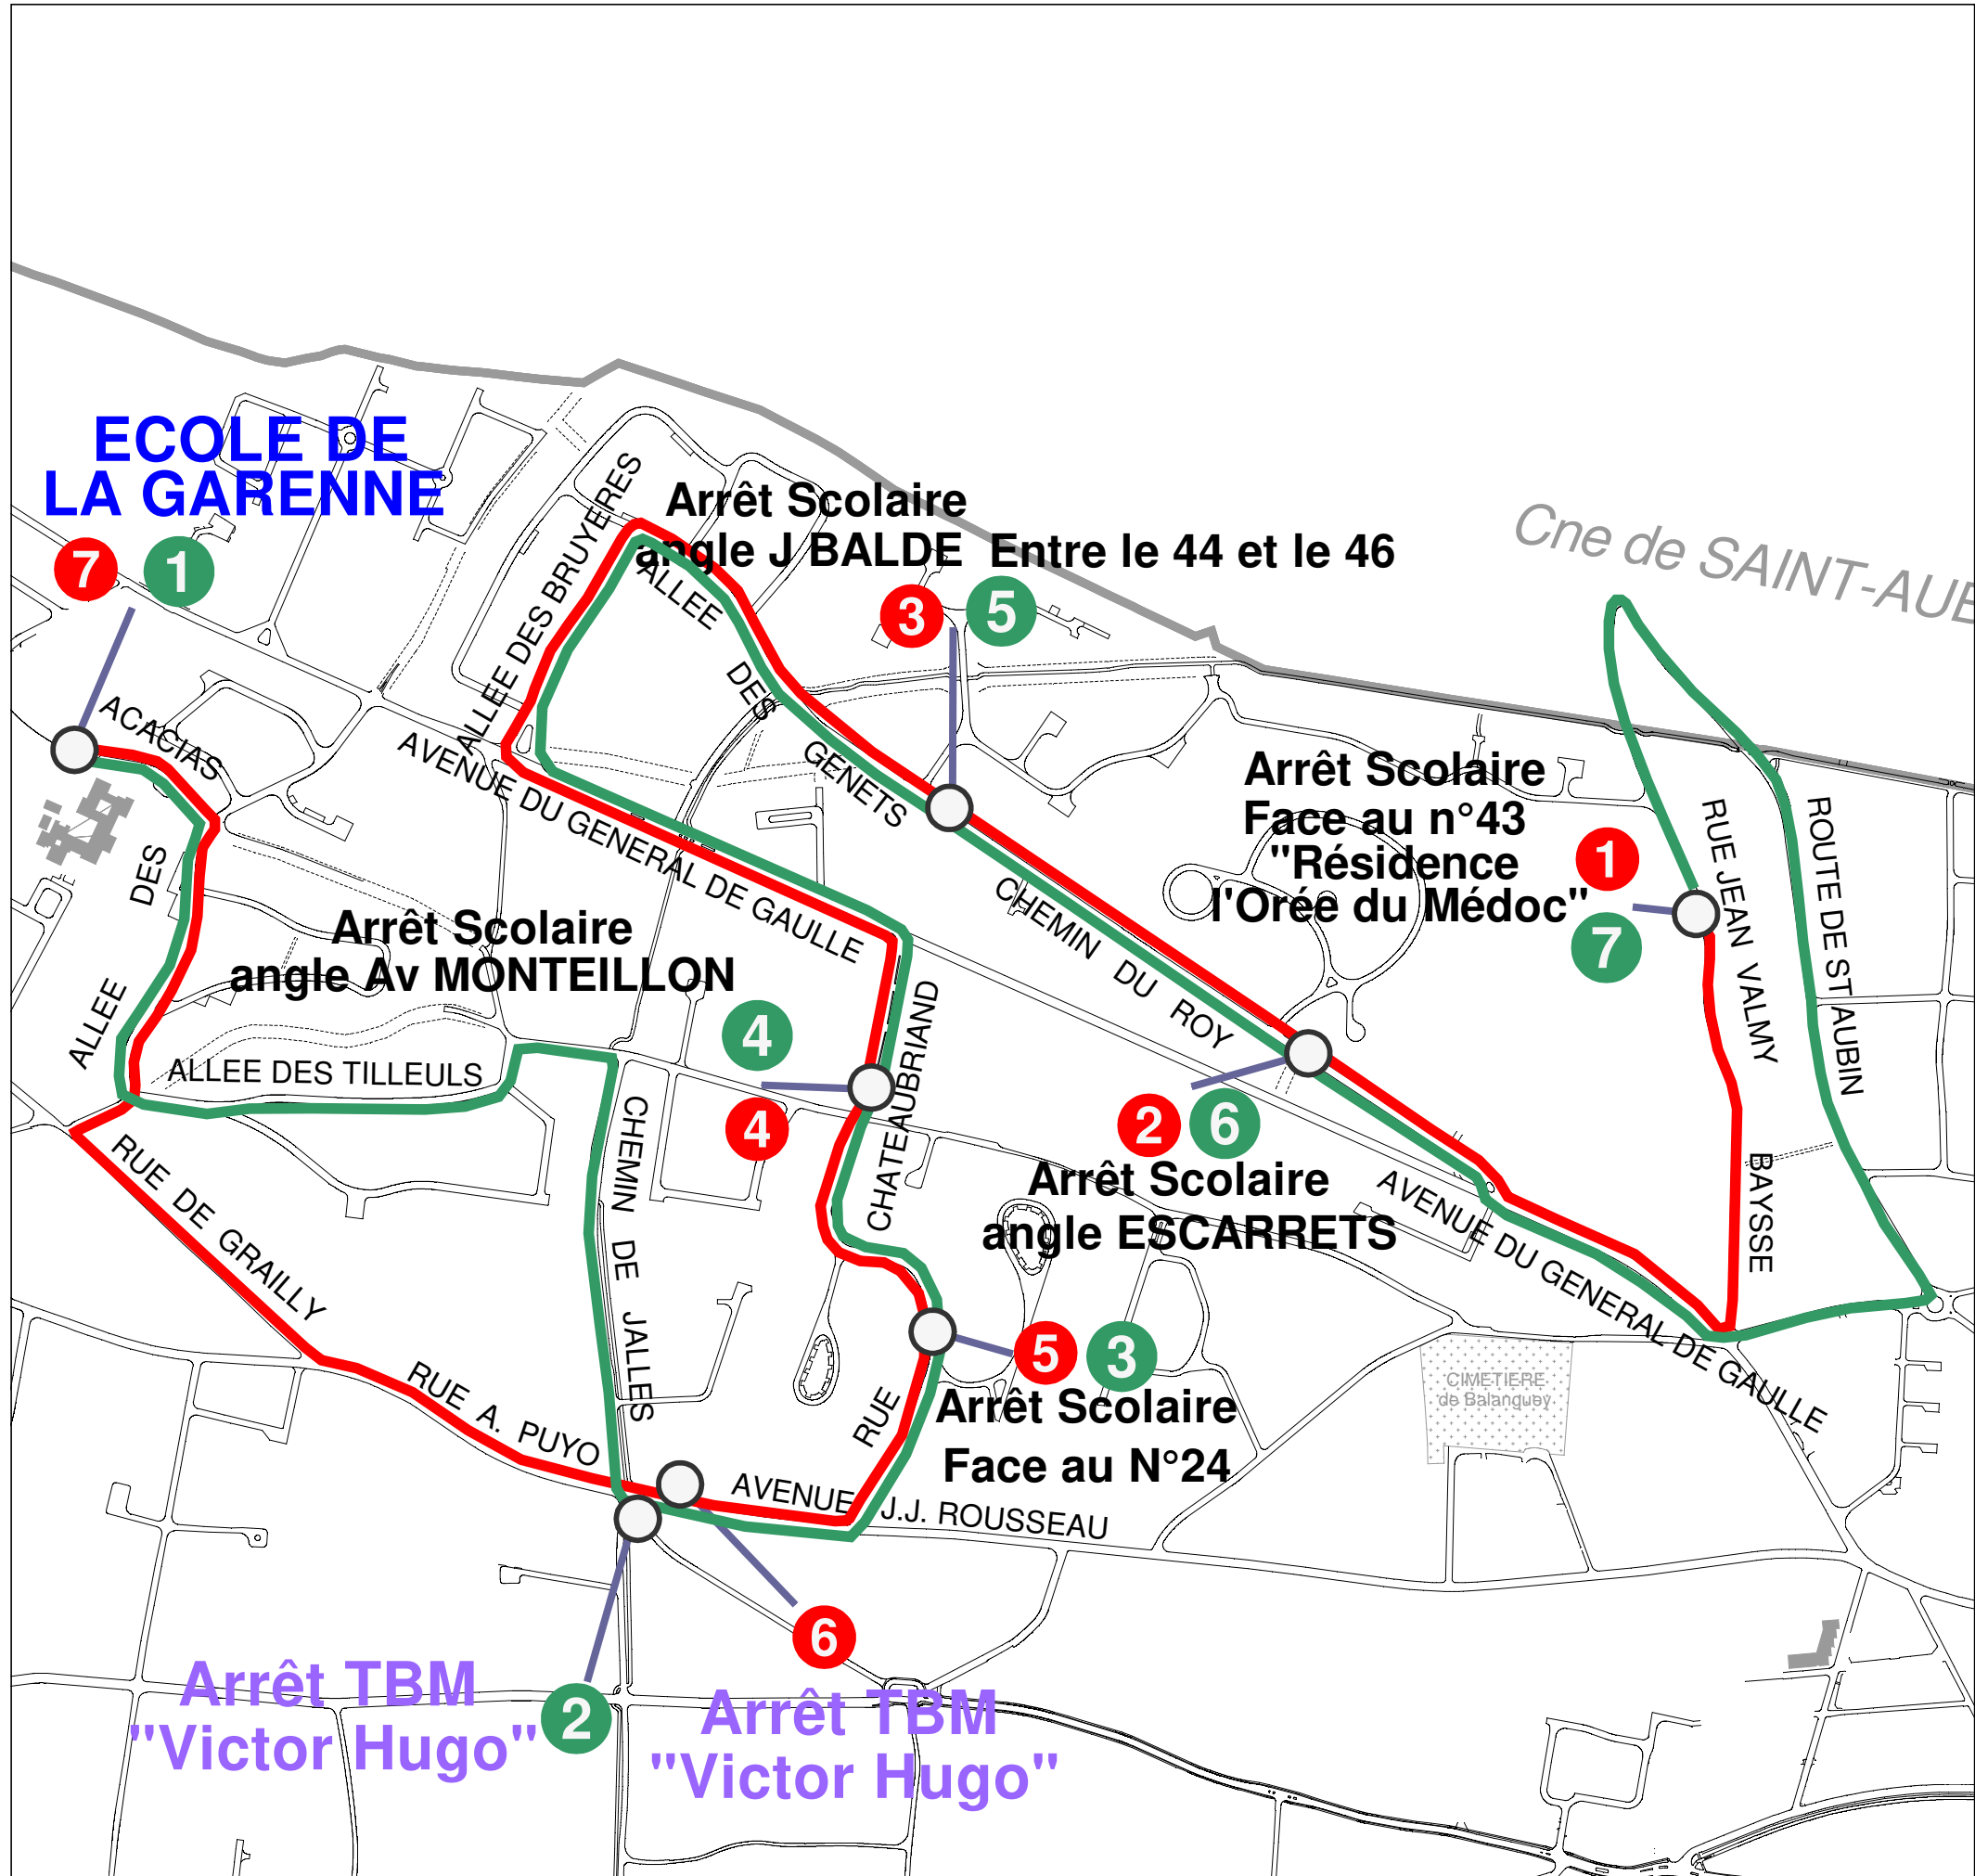 ECOLE DE
LA GARENNE
7
1
Arrêt Scolaire
angle J BALDE Entre le 44 et le 46
3
5
Cne de SAINT-AUB
ALLEE DES BRUYERES
ALLEE
DES
GENETS
ACACIAS
DES
ALLEE
AVENUE DU GENERAL DE GAULLE
Arrêt Scolaire
Face au n°43
"Résidence
l'Orée du Médoc"
1
7
RUE JEAN VALMY
BAYSSE
ROUTE DE ST AUBIN
CHEMIN DU ROY
Arrêt Scolaire
angle Av MONTEILLON
4
4
ALLEE DES TILLEULS
CHATEAUBRIAND
RUE
2
6
Arrêt Scolaire
angle ESCARRETS
AVENUE DU GENERAL DE GAULLE
CHEMIN DE JALLES
RUE DE GRAILLY
RUE A. PUYO
5
3
Arrêt Scolaire
Face au N°24
CIMETIERE
de Balanguey
AVENUE J.J. ROUSSEAU
6
Arrêt TBM
"Victor Hugo"
2
Arrêt TBM
"Victor Hugo"